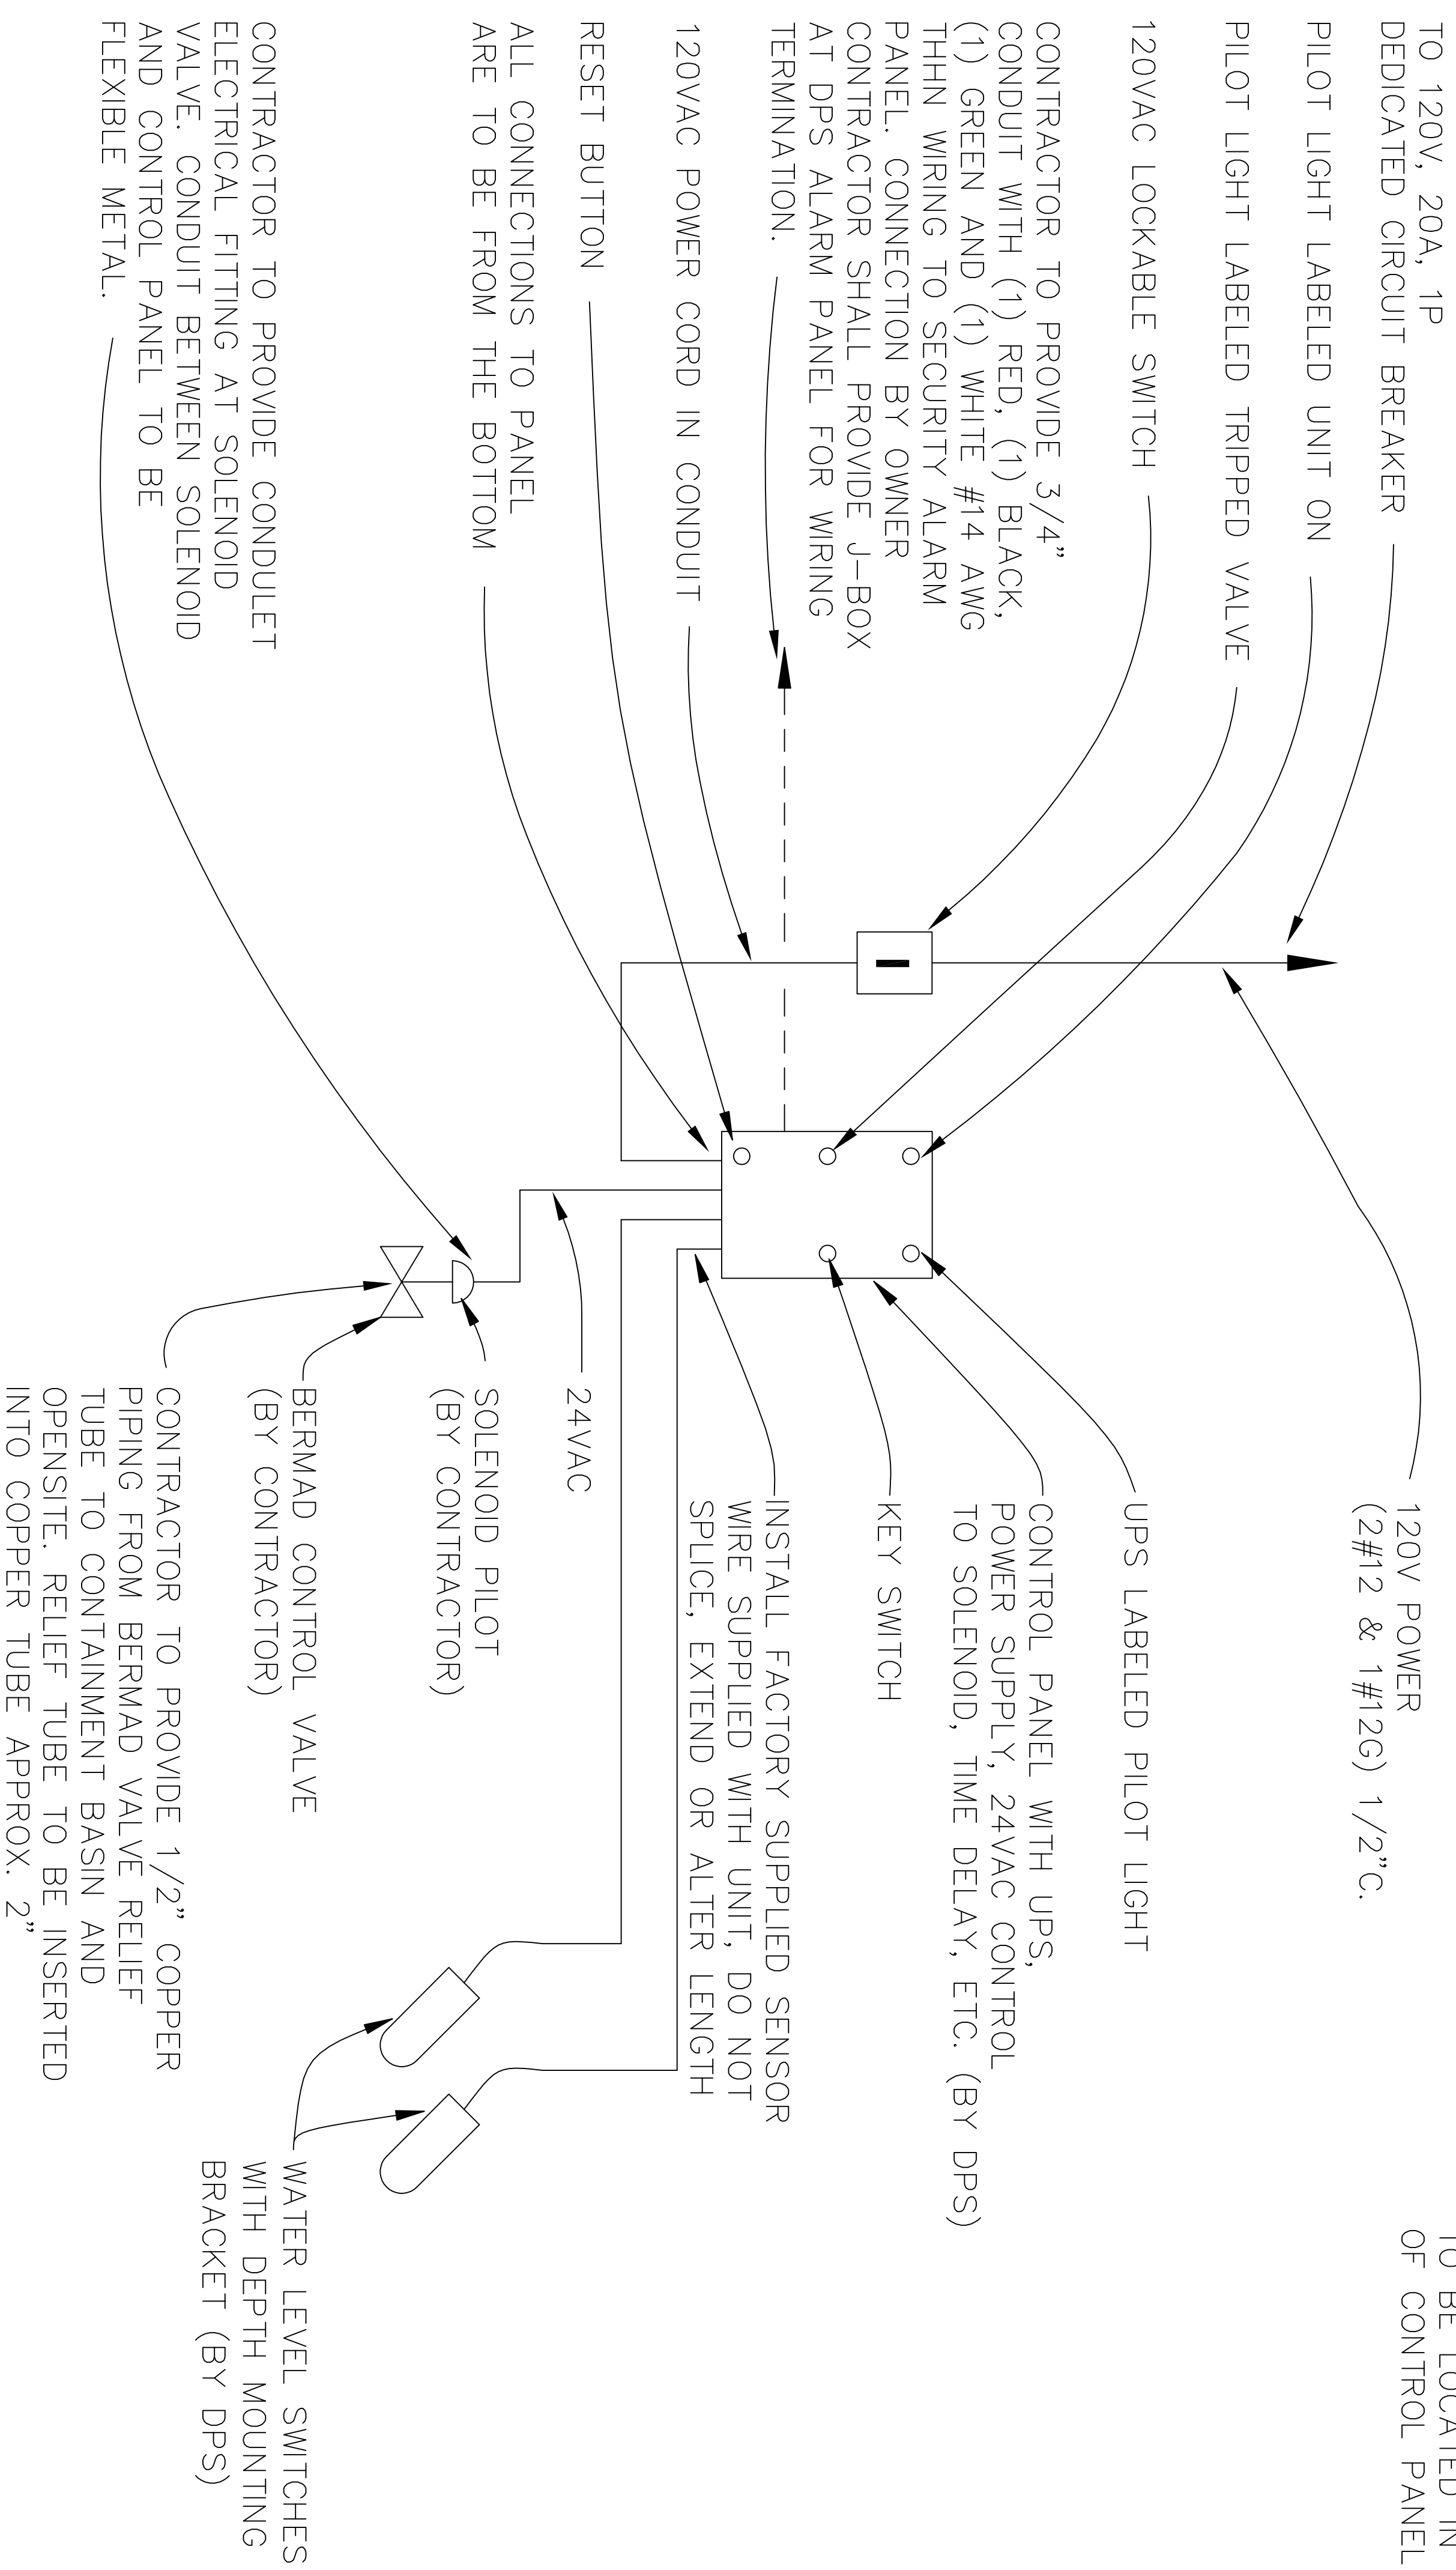 TO 120V, 20A, 1P
DEDICATED CIRCUIT BREAKER
PILOT LIGHT LABELED UNIT ON
PILOT LIGHT LABELED TRIPPED VALVE
120VAC LOCKABLE SWITCH
CONTRACTOR TO PROVIDE 3/4"
CONDUIT WITH (1) RED, (1) BLACK,
(1) GREEN AND (1) WHITE #14 AWG
THHN WIRING TO SECURITY ALARM
PANEL. CONNECTION BY OWNER
CONTRACTOR SHALL PROVIDE J-BOX
AT DPS ALARM PANEL FOR WIRING
TERMINATION.
120VAC POWER CORD IN CONDUIT
RESET BUTTON
ALL CONNECTIONS TO PANEL
ARE TO BE FROM THE BOTTOM
CONTRACTOR TO PROVIDE CONDULET
ELECTRICAL FITTING AT SOLENOID
VALVE. CONDUIT BETWEEN SOLENOID
AND CONTROL PANEL TO BE
FLEXIBLE METAL.
120V POWER
(2#12 & 1#12G) 1/2"C.
UPS LABELED PILOT LIGHT
CONTROL PANEL WITH UPS,
POWER SUPPLY, 24VAC CONTROL
TO SOLENOID, TIME DELAY, ETC. (BY DPS)
KEY SWITCH
INSTALL FACTORY SUPPLIED SENSOR
WIRE SUPPLIED WITH UNIT, DO NOT
SPLICE, EXTEND OR ALTER LENGTH
24VAC
SOLENOID PILOT
(BY CONTRACTOR)
BERMAD CONTROL VALVE
(BY CONTRACTOR)
CONTRACTOR TO PROVIDE 1/2" COPPER
PIPING FROM BERMAD VALVE RELIEF
TUBE TO CONTAINMENT BASIN AND
OPENSITE. RELIEF TUBE TO BE INSERTED
INTO COPPER TUBE APPROX. 2"
WATER LEVEL SWITCHES
WITH DEPTH MOUNTING
BRACKET (BY DPS)
TO BE LOCATED IN
OF CONTROL PANEL